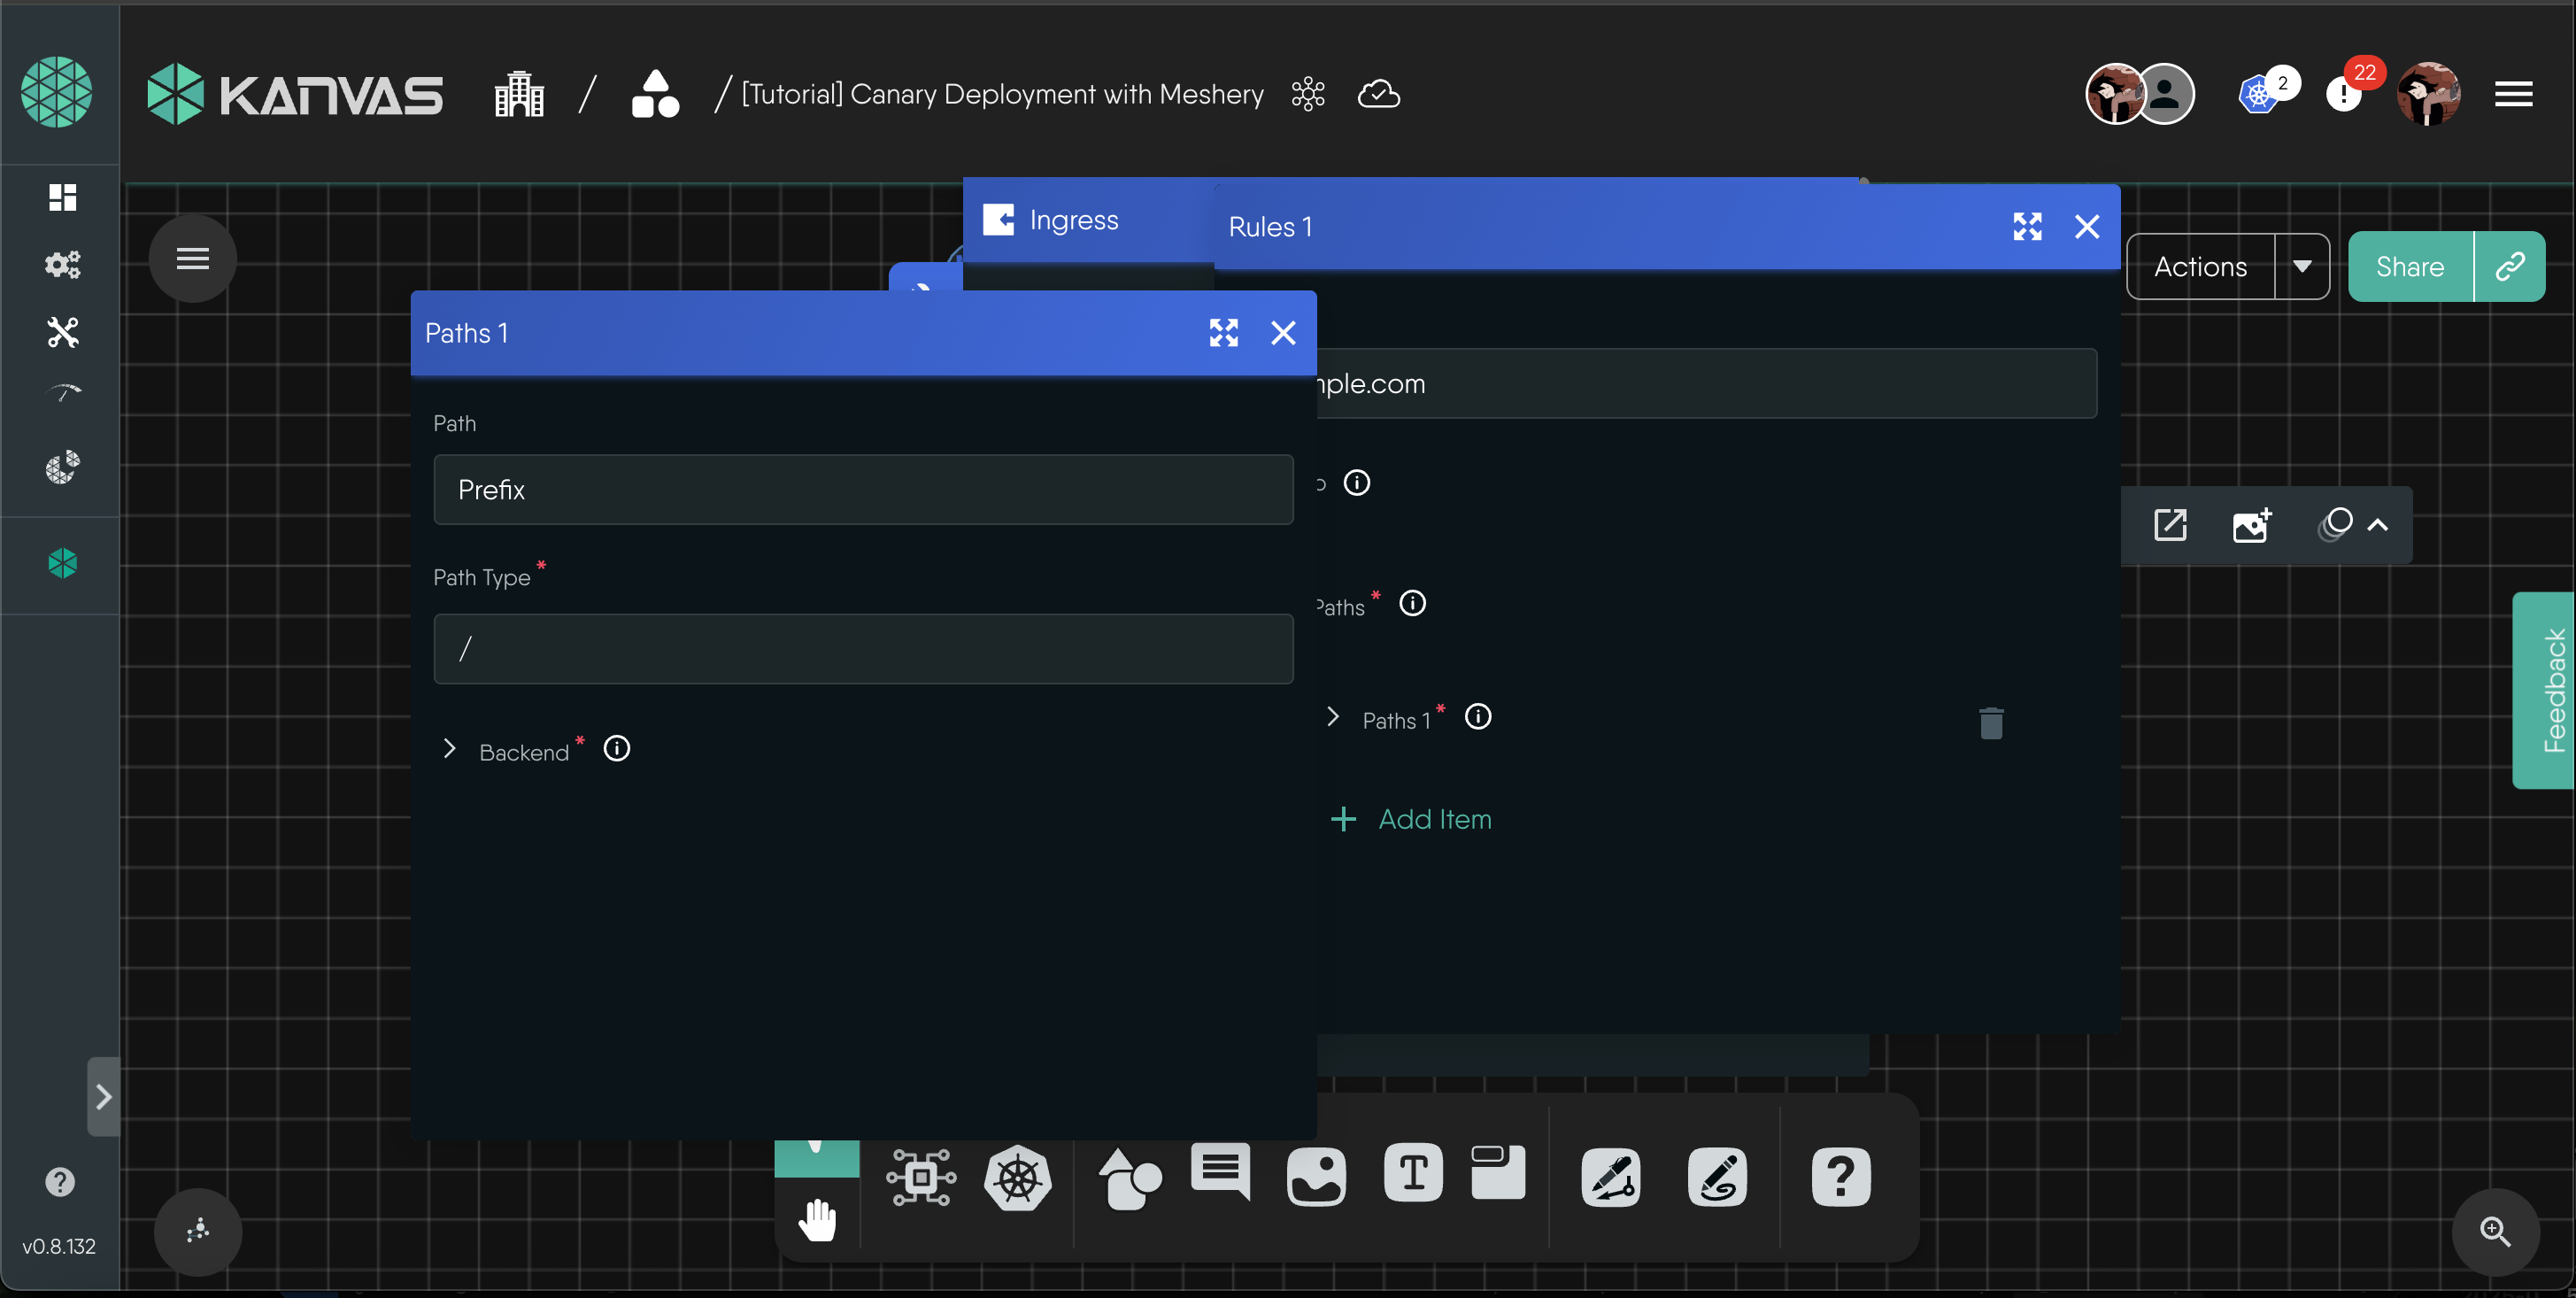 KANVAS
/
/ [Tutorial] Canary Deployment with Meshery
2
22
Ingress
Rules 1
Actions
Share
Paths 1
Path
Prefix
Path Type *
/
Backend *
mple.com
Paths *
Paths 1 *
+ Add Item
Feedback
T
?
?
v0.8.132